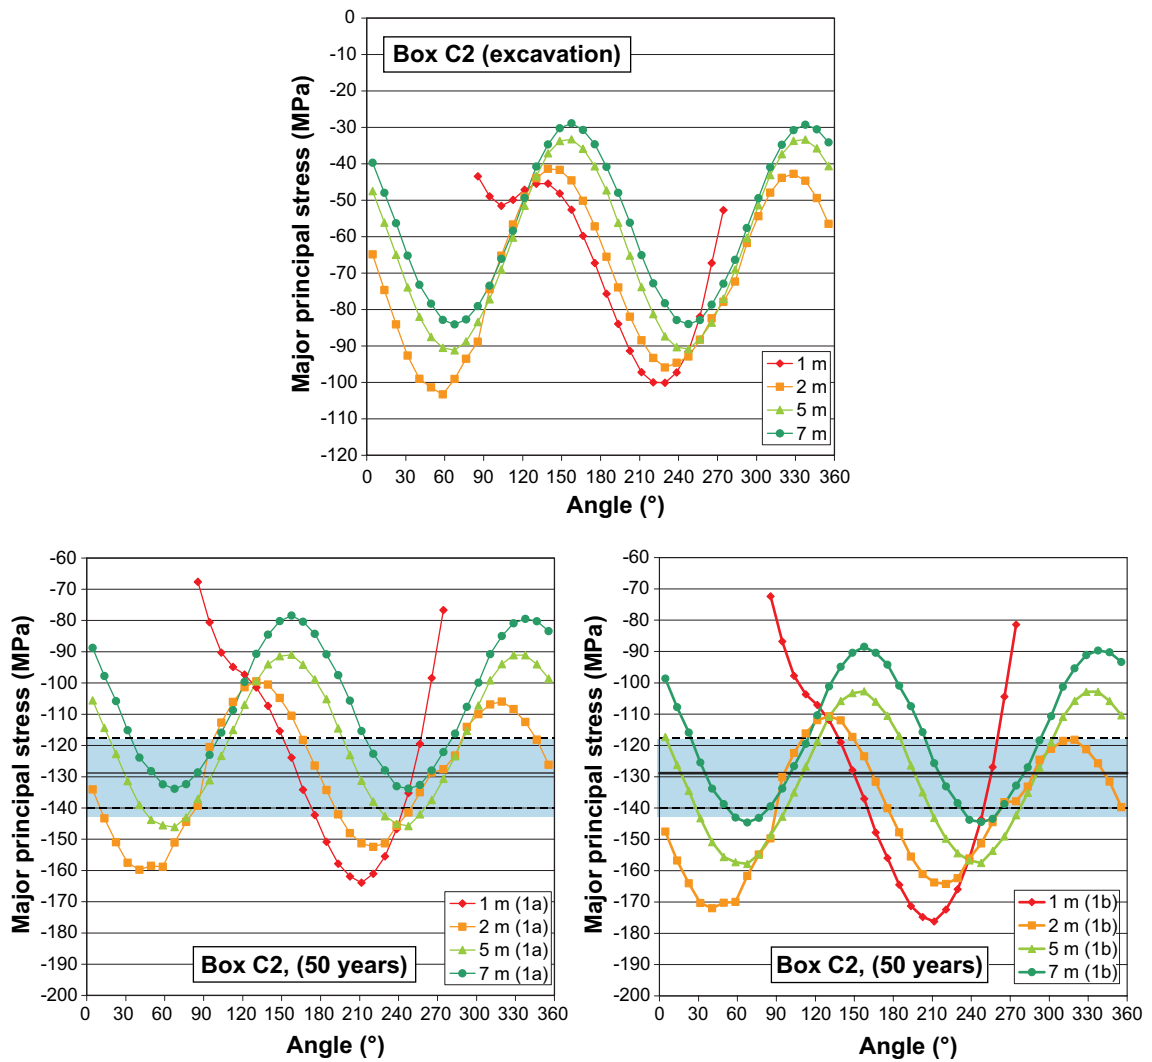 Box C2 (excavation)
Major principal stress (MPa)
0
-10
-20
-30
-40
-50
-60
-70
-80
-90
-100
-110
-120
0 30 60 90 120 150 180 210 240 270 300 330 360
Angle (°)
1 m
2 m
5 m
7 m
Major principal stress (MPa)
-60
-70
-80
-90
-100
-110
-120
-130
-140
-150
-160
-170
-180
-190
-200
0 30 60 90 120 150 180 210 240 270 300 330 360
Angle (°)
1 m (1a)
2 m (1a)
5 m (1a)
7 m (1a)
Box C2, (50 years)
Major principal stress (MPa)
-60
-70
-80
-90
-100
-110
-120
-130
-140
-150
-160
-170
-180
-190
-200
0 30 60 90 120 150 180 210 240 270 300 330 360
Angle (°)
1 m (1b)
2 m (1b)
5 m (1b)
7 m (1b)
Box C2, (50 years)